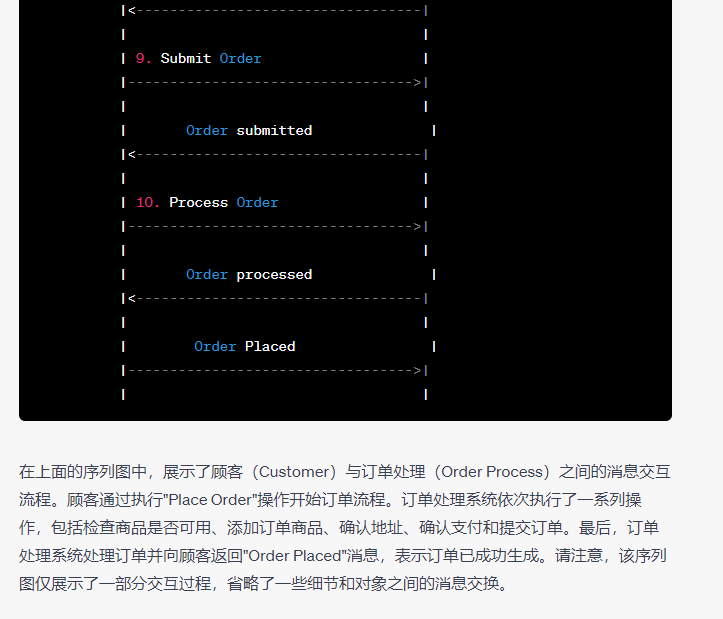 |<----------------------------------|
| |
| 9. Submit Order |
|---------------------------------->|
| |
| Order submitted |
|<----------------------------------|
| |
| 10. Process Order |
|---------------------------------->|
| |
| Order processed |
|<----------------------------------|
| |
| Order Placed |
|---------------------------------->|
| |
在上面的序列图中，展示了顾客（Customer）与订单处理（Order Process）之间的消息交互
流程。顾客通过执行"Place Order"操作开始订单流程。订单处理系统依次执行了一系列操
作，包括检查商品是否可用、添加订单商品、确认地址、确认支付和提交订单。最后，订单
处理系统处理订单并向顾客返回"Order Placed"消息，表示订单已成功生成。请注意，该序列
图仅展示了一部分交互过程，省略了一些细节和对象之间的消息交换。